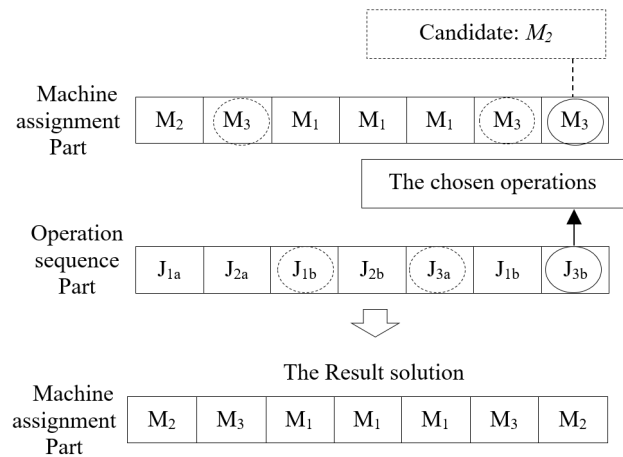 Candidate: M₂
Machine
assignment
Part
M₂ M₃ M₁ M₁ M₁ M₃ M₃
The chosen operations
Operation
sequence
Part
J₁ₐ J₂ₐ J₁b J₂b J₃ₐ J₁b J₃b
The Result solution
Machine
assignment
Part
M₂ M₃ M₁ M₁ M₁ M₃ M₂